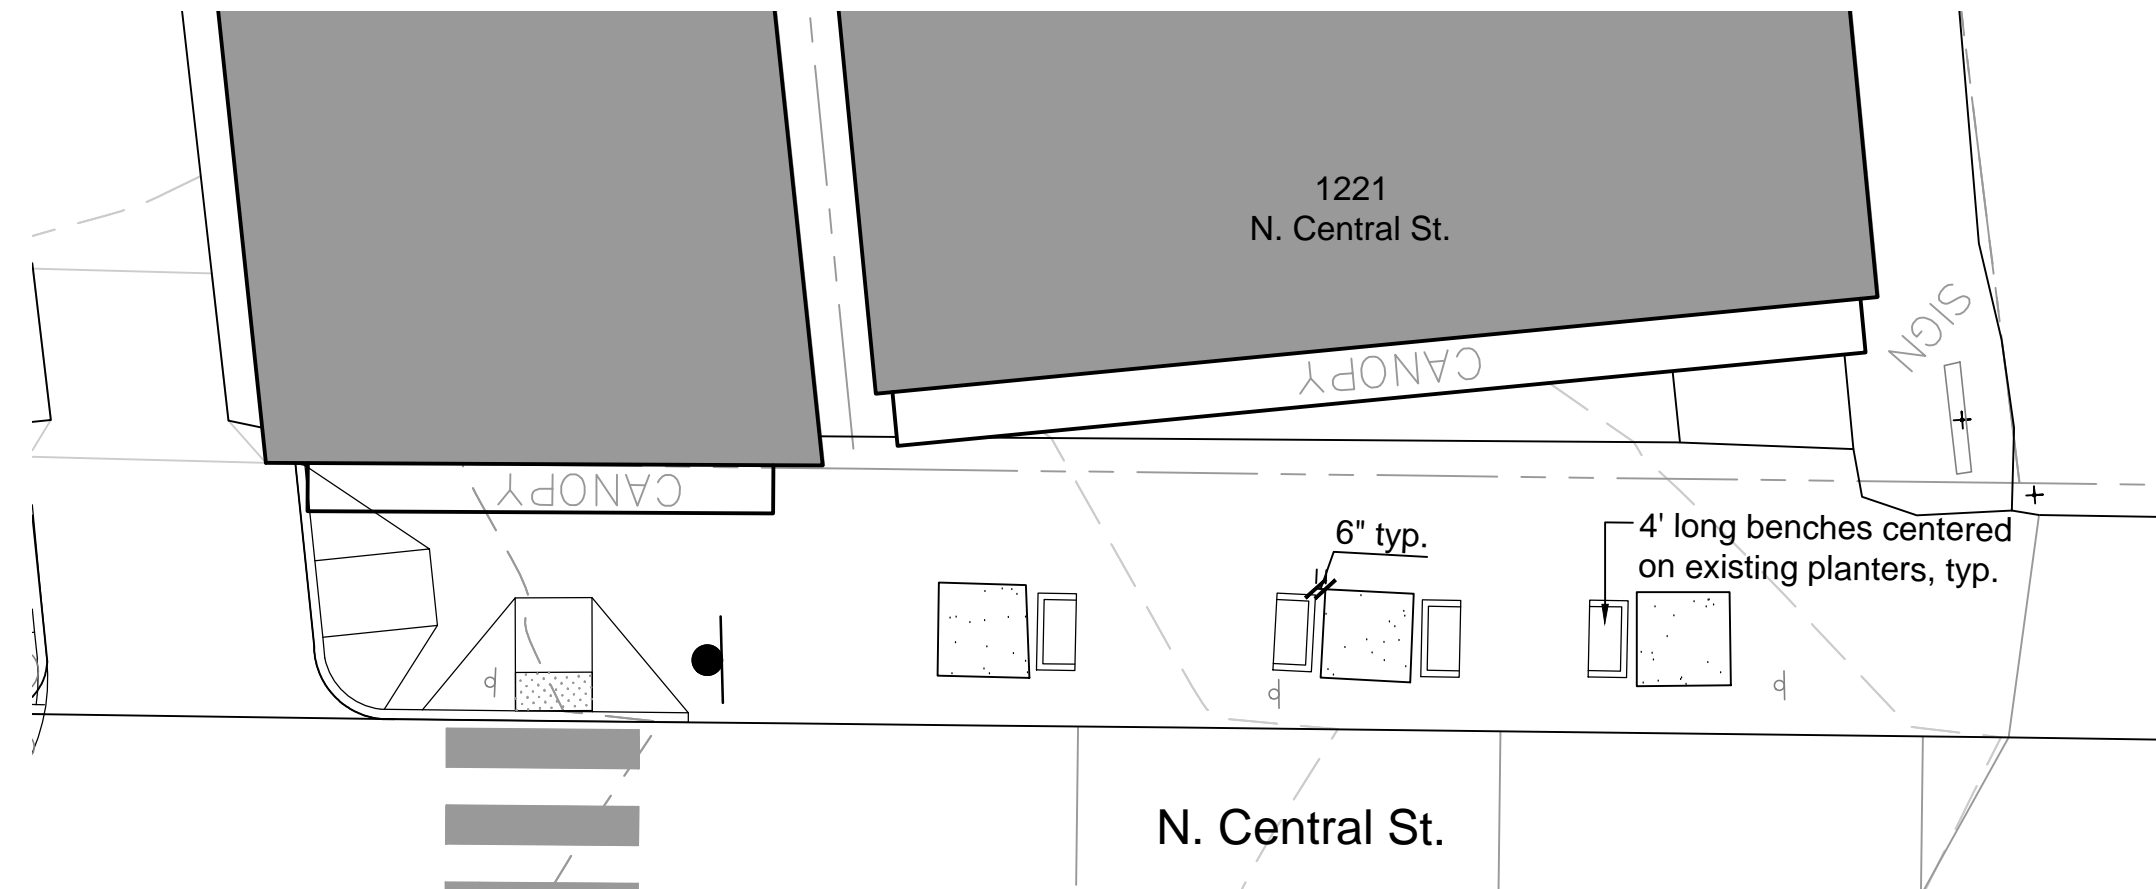 1221
N. Central St.
SIGN
CANOPY
CANOPY
6" typ.
4' long benches centered
on existing planters, typ.
N. Central St.